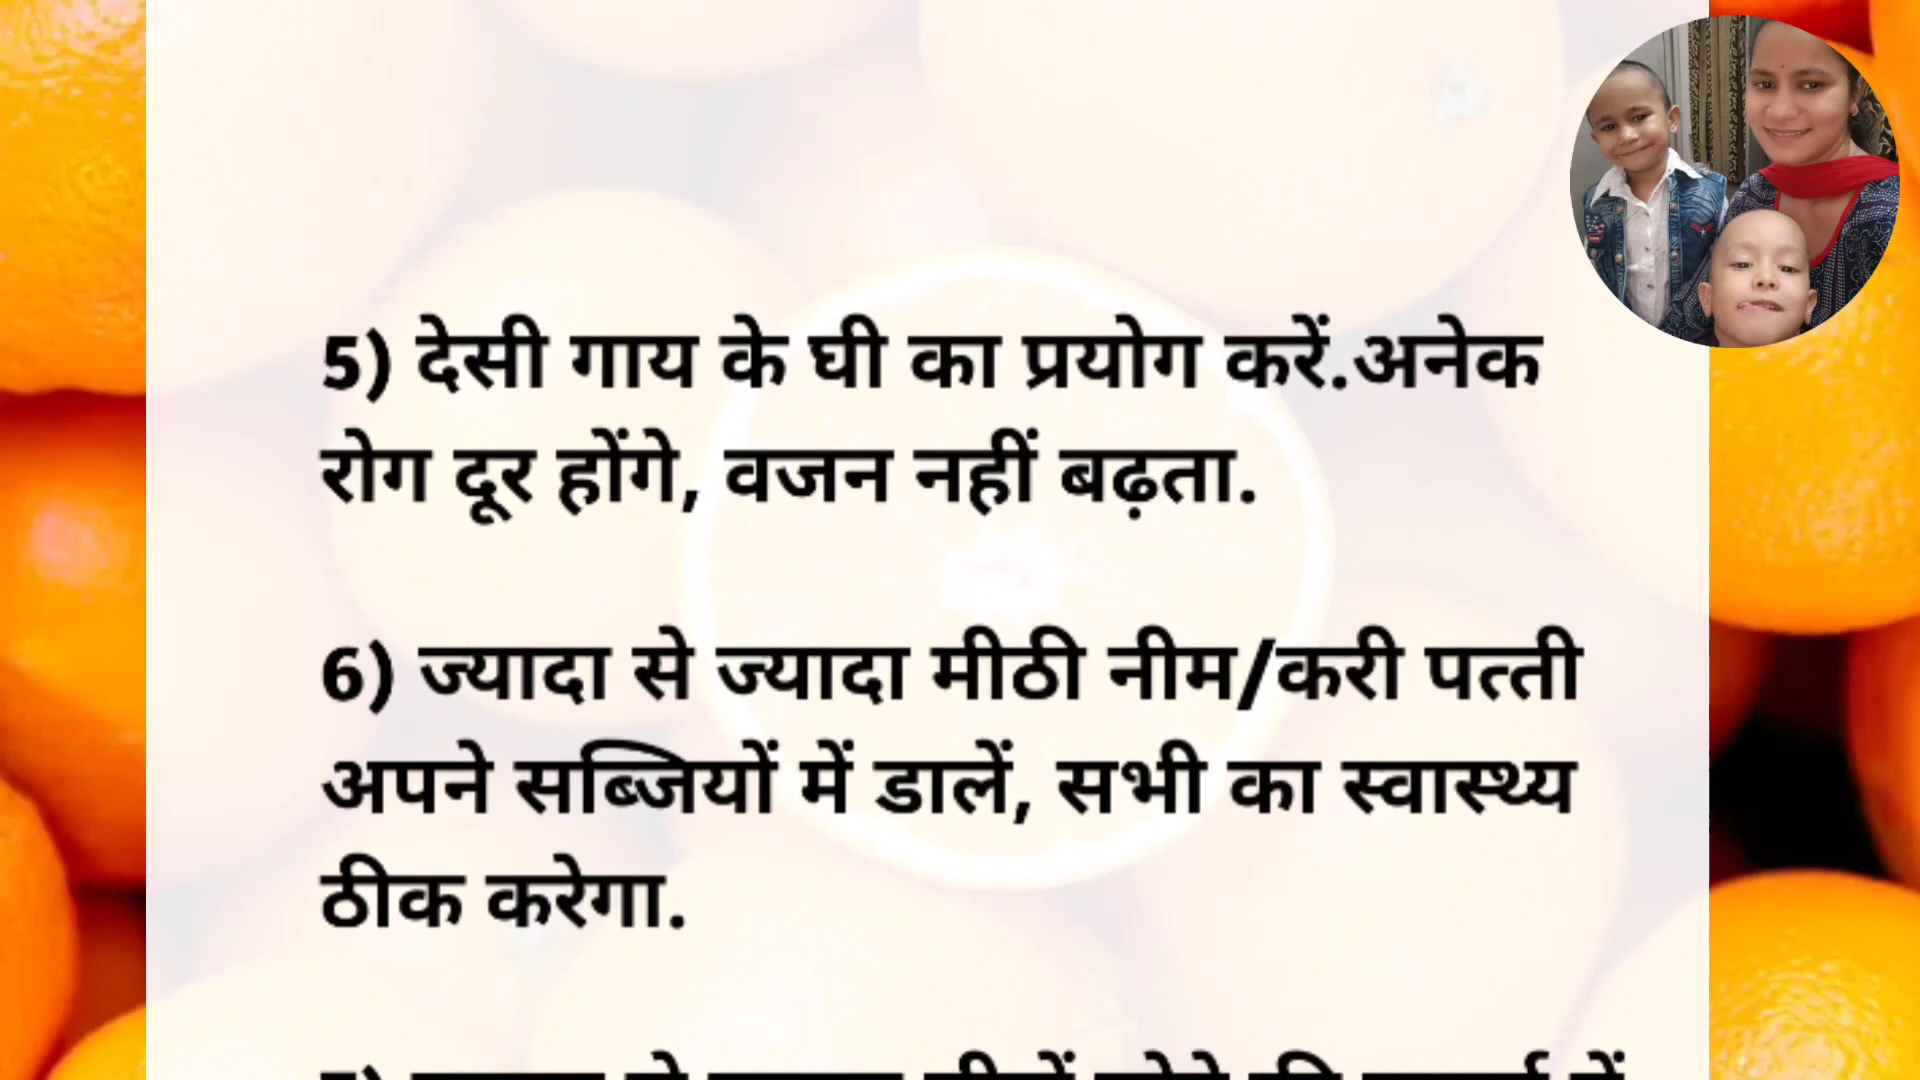 5) देसी गाय के घी का प्रयोग करें.अनेक
रोग दूर होंगे, वजन नहीं बढ़ता.
6) ज्यादा से ज्यादा मीठी नीम/करी पत्ती
अपने सब्जियों में डालें, सभी का स्वास्थ्य
ठीक करेगा.